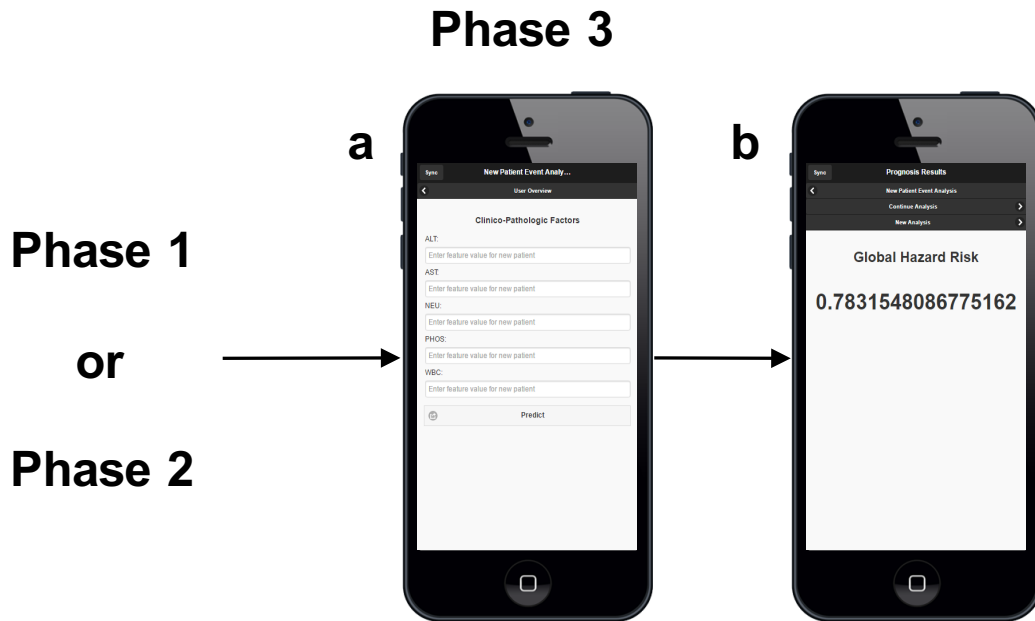 Phase 3
a
Sync
New Patient Event Analy...
User Overview
Clinico-Pathologic Factors
ALT:
Enter feature value for new patient
AST:
Enter feature value for new patient
NEU:
Enter feature value for new patient
PHOS:
Enter feature value for new patient
WBC:
Enter feature value for new patient
Predict
b
Sync
Prognosis Results
New Patient Event Analysis
Continue Analysis
New Analysis
Global Hazard Risk
0.7831548086775162
Phase 1
or
Phase 2